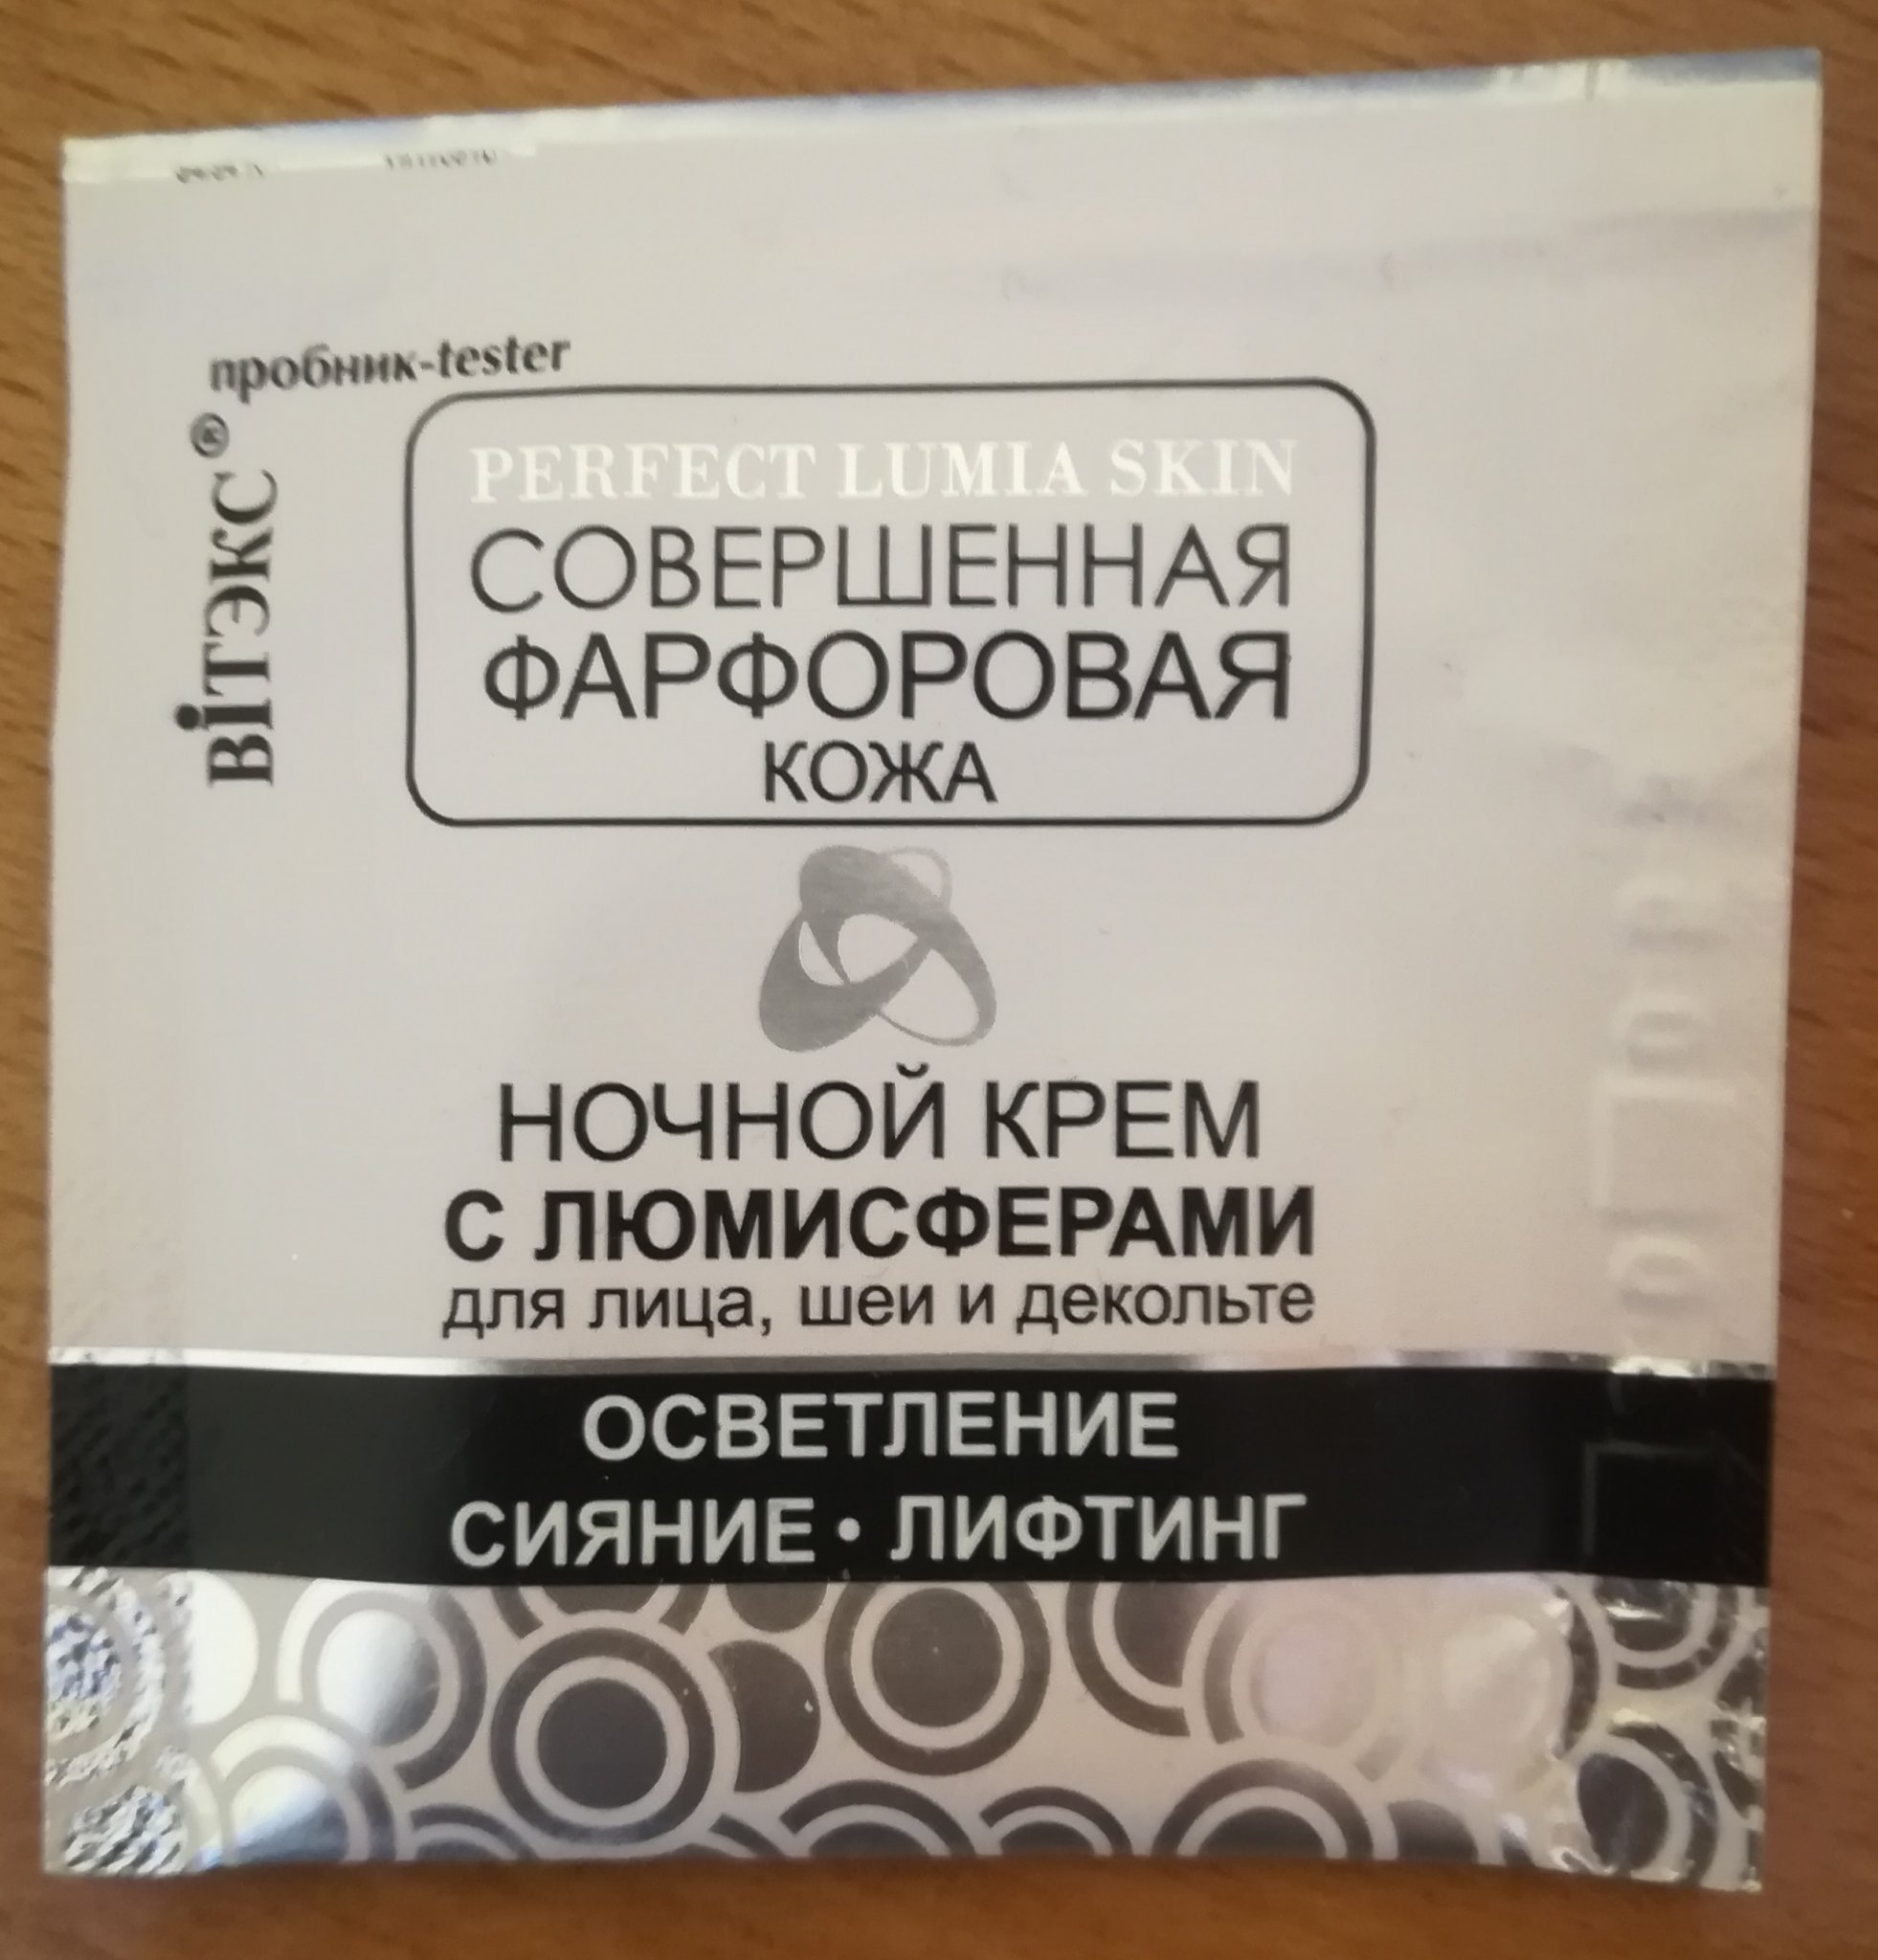 пробник-tester
ВіТЭКС®
PERFECT LUMIA SKIN
СОВЕРШЕННАЯ
ФАРФОРОВАЯ
КОЖА
НОЧНОЙ КРЕМ
С ЛЮМИСФЕРАМИ
для лица, шеи и декольте
ОСВЕТЛЕНИЕ
СИЯНИЕ • ЛИФТИНГ